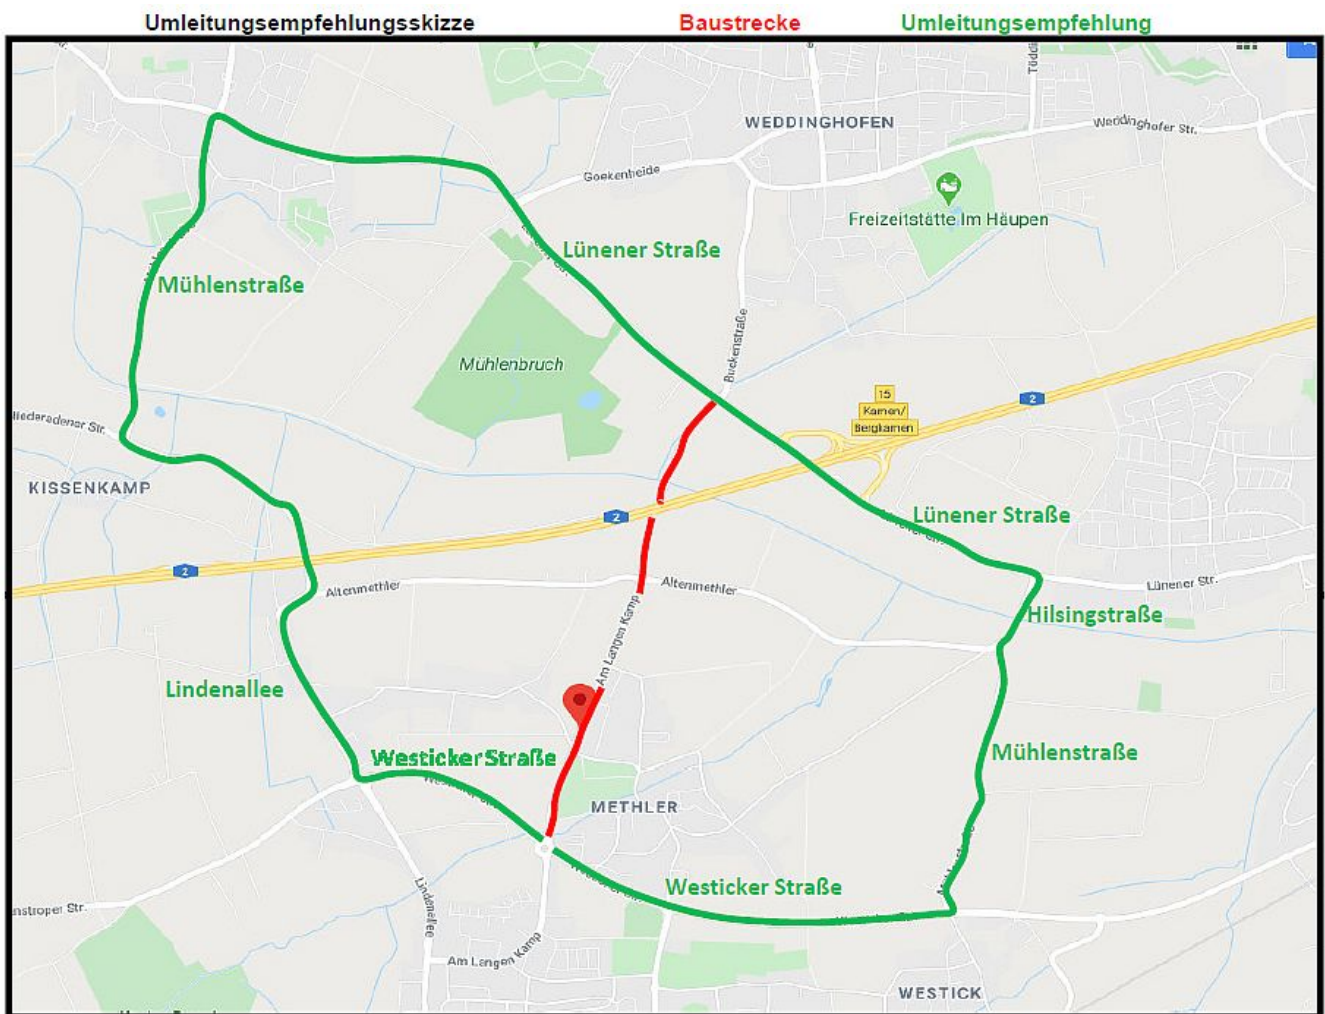 Umleitungsempfehlungsskizze Baustrecke Umleitungsempfehlung
WEDDINGHOFEN
Weddinghofer Str.
Goekenheide
Freizeitstätte Im Häupen
Lünener Straße
Mühlenstraße
Buckenstraße
Mühlenbruch
15
Kamen/
Bergkamen
2
KISSENKAMP
2
Lünener Straße
2
Altenmethler
Altenmethler
Lünener Str.
Hilsingstraße
Am Langen Kamp
Lindenallee
Mühlenstraße
Westicker Straße
METHLER
Westicker Straße
Lindenallee
Am Langen Kamp
WESTICK